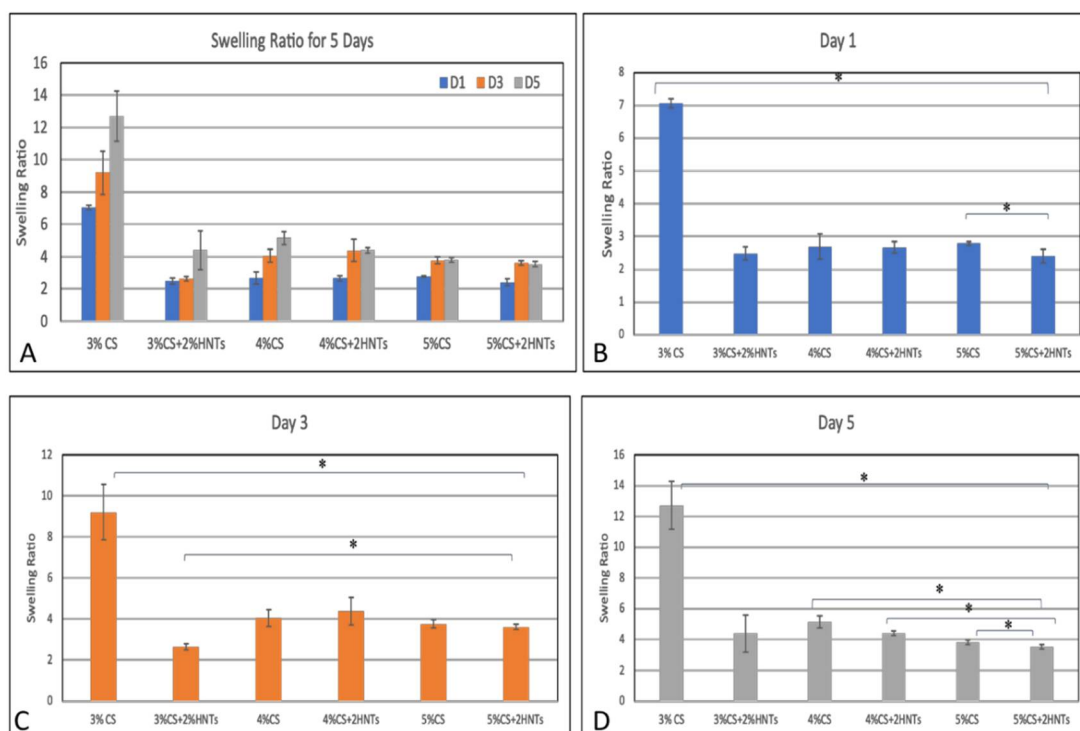 Swelling Ratio for 5 Days
D1 D3 D5
Swelling Ratio
16
14
12
10
8
6
4
2
0
3% CS 3%CS+2%HNTs 4%CS 4%CS+2HNTs 5%CS 5%CS+2HNTs
A
Day 1
*
*
Swelling Ratio
8
7
6
5
4
3
2
1
0
3% CS 3%CS+2%HNTs 4%CS 4%CS+2HNTs 5%CS 5%CS+2HNTs
B
Day 3
*
*
Swelling Ratio
12
10
8
6
4
2
0
3% CS 3%CS+2%HNTs 4%CS 4%CS+2HNTs 5%CS 5%CS+2HNTs
C
Day 5
*
*
*
*
Swelling Ratio
16
14
12
10
8
6
4
2
0
3% CS 3%CS+2%HNTs 4%CS 4%CS+2HNTs 5%CS 5%CS+2HNTs
D